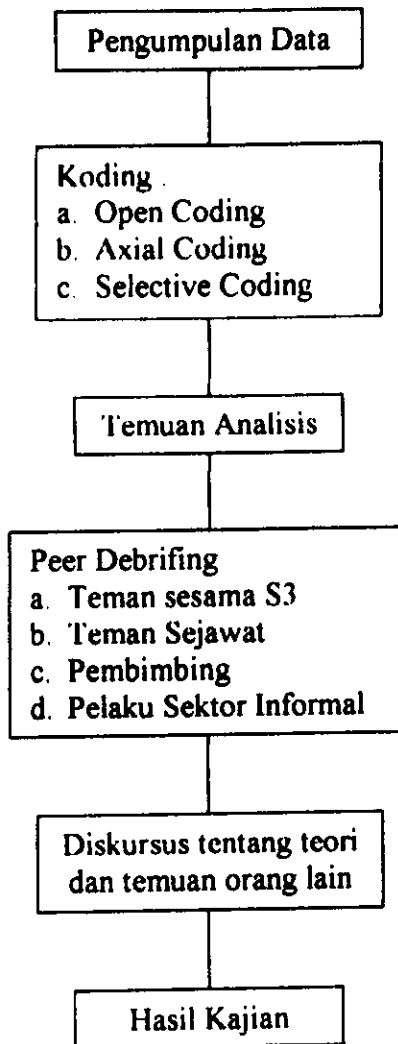 Pengumpulan Data
Koding
a. Open Coding
b. Axial Coding
c. Selective Coding
Temuan Analisis
Peer Debrifing
a. Teman sesama S3
b. Teman Sejawat
c. Pembimbing
d. Pelaku Sektor Informal
Diskursus tentang teori
dan temuan orang lain
Hasil Kajian